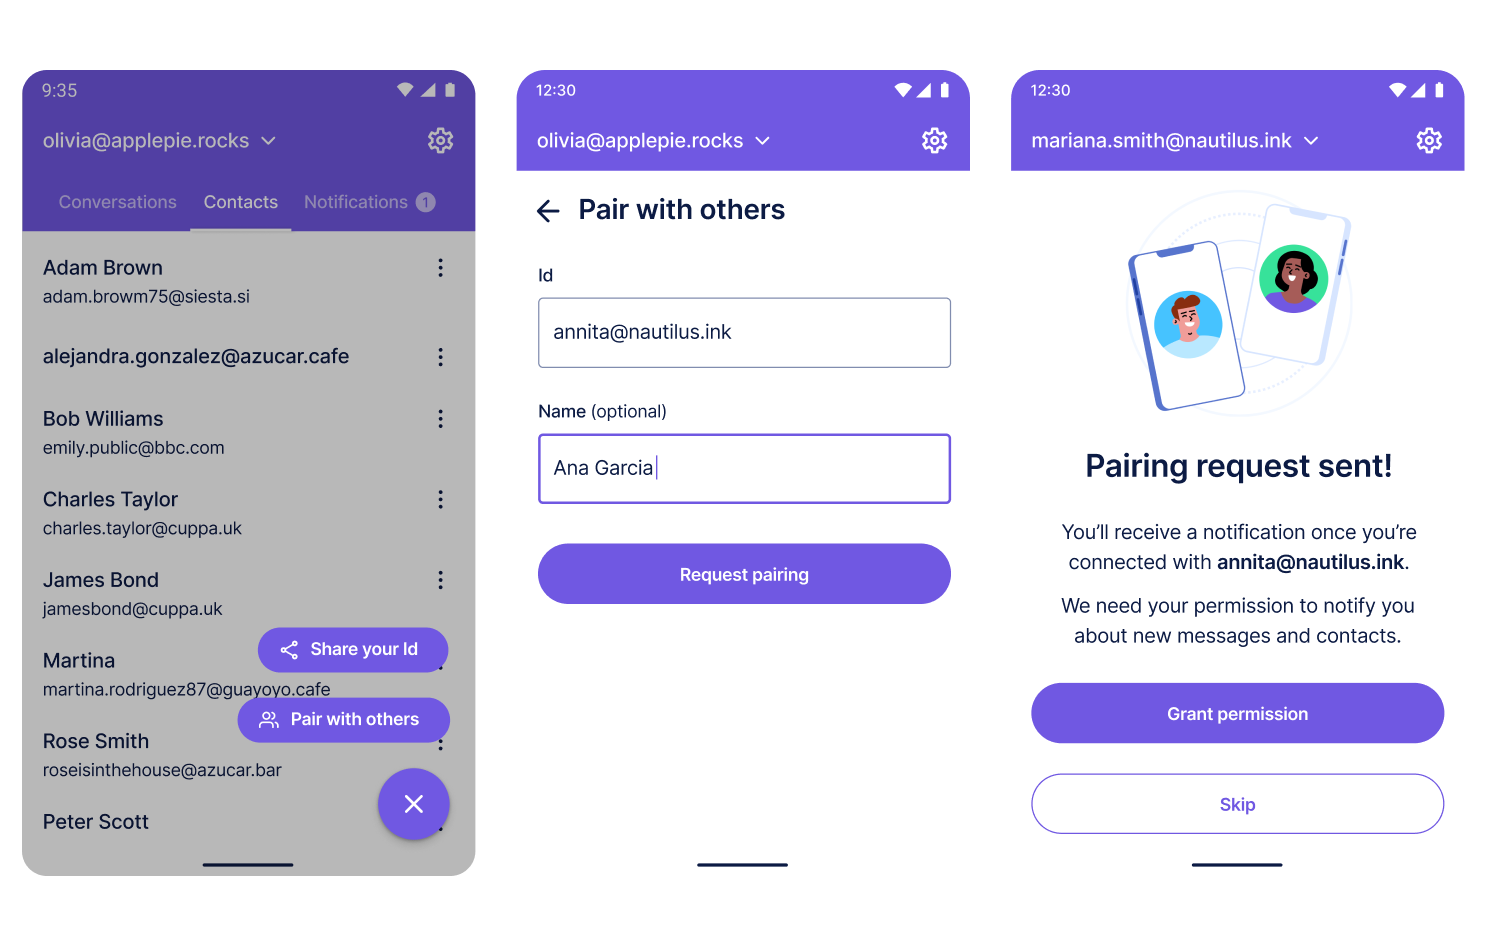 9:35
olivia@applepie.rocks
Conversations Contacts Notifications 1
Adam Brown
adam.browm75@siesta.si
alejandra.gonzalez@azucar.cafe
Bob Williams
emily.public@bbc.com
Charles Taylor
charles.taylor@cuppa.uk
James Bond
jamesbond@cuppa.uk
Share your Id
Martina
martina.rodriguez87@guayoyo.cafe
Pair with others
Rose Smith
roseisinthehouse@azucar.bar
Peter Scott
12:30
olivia@applepie.rocks
Pair with others
Id
annita@nautilus.ink
Name (optional)
Ana Garcia
Request pairing
12:30
mariana.smith@nautilus.ink
Pairing request sent!
You’ll receive a notification once you’re
connected with annita@nautilus.ink.
We need your permission to notify you
about new messages and contacts.
Grant permission
Skip